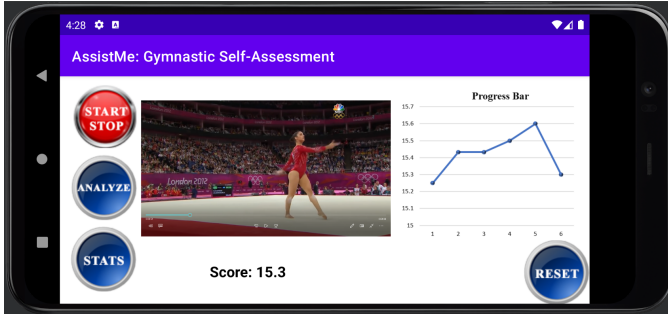 4:28
AssistMe: Gymnastic Self-Assessment
START
STOP
ANALYZE
STATS
London 2012
Score: 15.3
Progress Bar
15.7
15.6
15.5
15.4
15.3
15.2
15.1
15
1 2 3 4 5 6
RESET